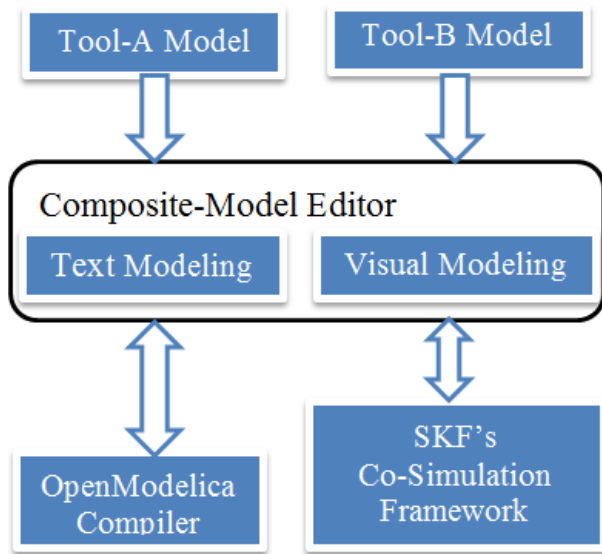 Tool-A Model
Tool-B Model
Composite-Model Editor
Text Modeling
Visual Modeling
OpenModelica
Compiler
SKF's
Co-Simulation
Framework